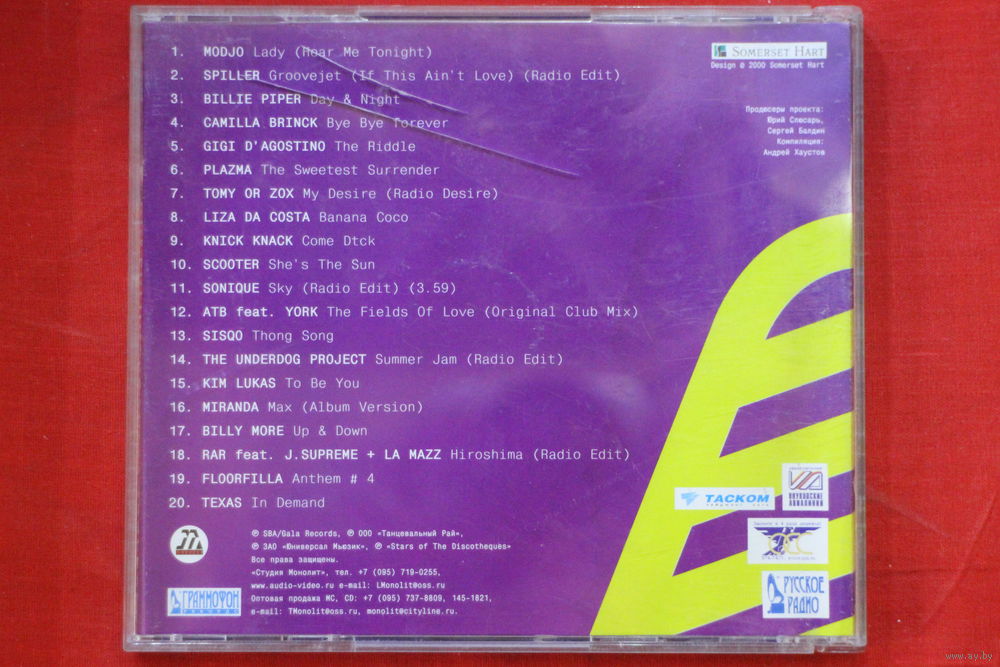 1. MODJO Lady (Hear Me Tonight)
2. SPILLER Groovejet (If This Ain't Love) (Radio Edit)
3. BILLIE PIPER Day & Night
4. CAMILLA BRINCK Bye Bye forever
5. GIGI D'AGOSTINO The Riddle
6. PLAZMA The Sweetest Surrender
7. TOMY OR ZOX My Desire (Radio Desire)
8. LIZA DA COSTA Banana Coco
9. KNICK KNACK Come Dtck
10. SCOOTER She's The Sun
11. SONIQUE Sky (Radio Edit) (3.59)
12. ATB feat. YORK The Fields Of Love (Original Club Mix)
13. SISQO Thong Song
14. THE UNDERDOG PROJECT Summer Jam (Radio Edit)
15. KIM LUKAS To Be You
16. MIRANDA Max (Album Version)
17. BILLY MORE Up & Down
18. RAR feat. J.SUPREME + LA MAZZ Hiroshima (Radio Edit)
19. FLOORFILLA Anthem # 4
20. TEXAS In Demand
SOMERSET HART
Design @ 2000 Somerset Hart
Продюсеры проекта:
Юрий Слюсарь,
Сергей Балдин
Компиляция:
Андрей Хаустов
℗ SBA/Gala Records, ℗ ООО «Танцевальный Рай»,
℗ ЗАО «Юниверсал Мьюзик», ℗ «Stars of The Discotheques»
Все права защищены.
«Студия Монолит», тел. +7 (095) 719-0255,
www.audio-video.ru e-mail: LMonolit@oss.ru
Оптовая продажа MC, CD: +7 (095) 737-8809, 145-1821,
e-mail: TMonolit@oss.ru, monolit@cityline.ru.
ГРАММОФОН
ТАСКОМ
ВНУКОВСКИЕ
АВИАЛИНИИ
РУССКОЕ
РАДИО
www.ay.by